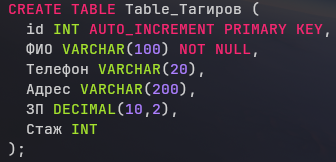 CREATE TABLE Table_Тагиров (
id INT AUTO_INCREMENT PRIMARY KEY,
ФИО VARCHAR(100) NOT NULL,
Телефон VARCHAR(20),
Адрес VARCHAR(200),
ЗП DECIMAL(10,2),
Стаж INT
);